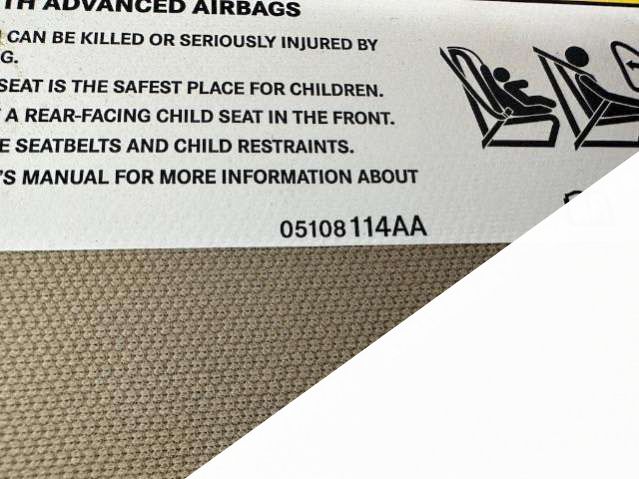 TH ADVANCED AIRBAGS
CAN BE KILLED OR SERIOUSLY INJURED BY
G.
SEAT IS THE SAFEST PLACE FOR CHILDREN.
A REAR-FACING CHILD SEAT IN THE FRONT.
E SEATBELTS AND CHILD RESTRAINTS.
'S MANUAL FOR MORE INFORMATION ABOUT
05108114AA